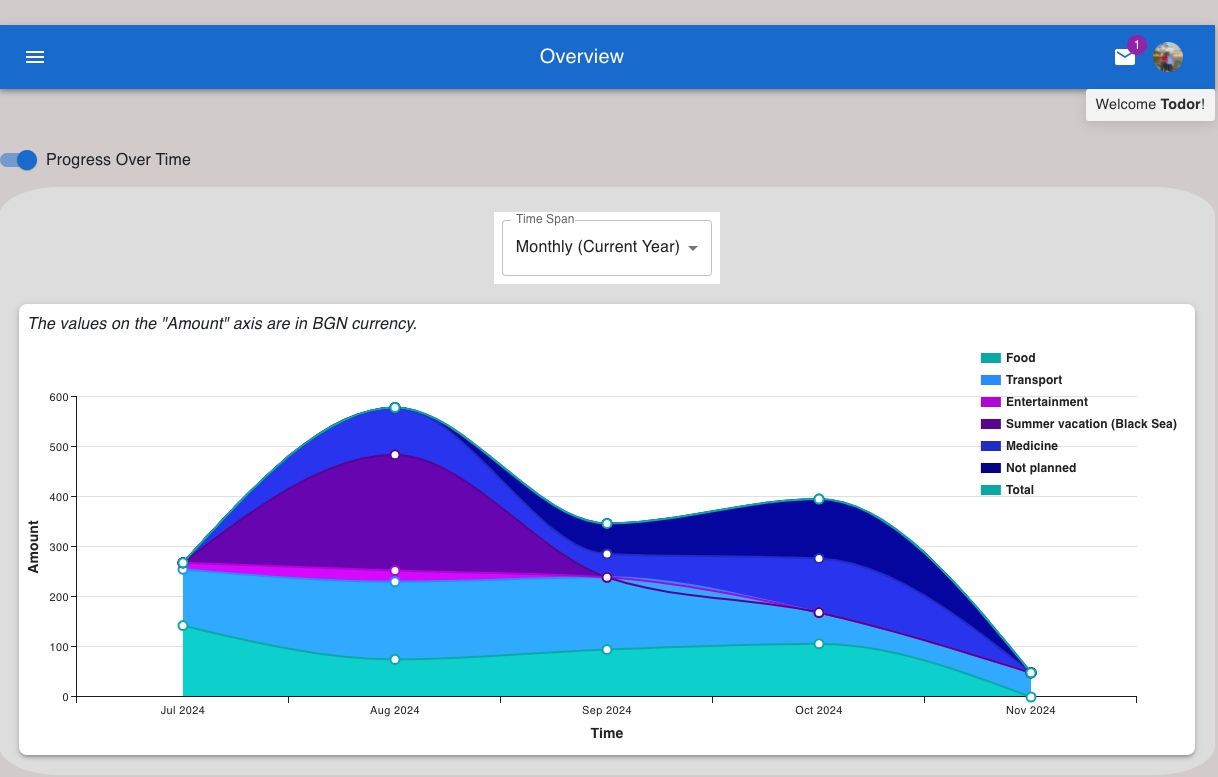 Overview
1
Welcome Todor!
Progress Over Time
Time Span
Monthly (Current Year)
The values on the "Amount" axis are in BGN currency.
Food
Transport
Entertainment
Summer vacation (Black Sea)
Medicine
Not planned
Total
600
500
400
300
200
100
0
Amount
Jul 2024
Aug 2024
Sep 2024
Oct 2024
Nov 2024
Time